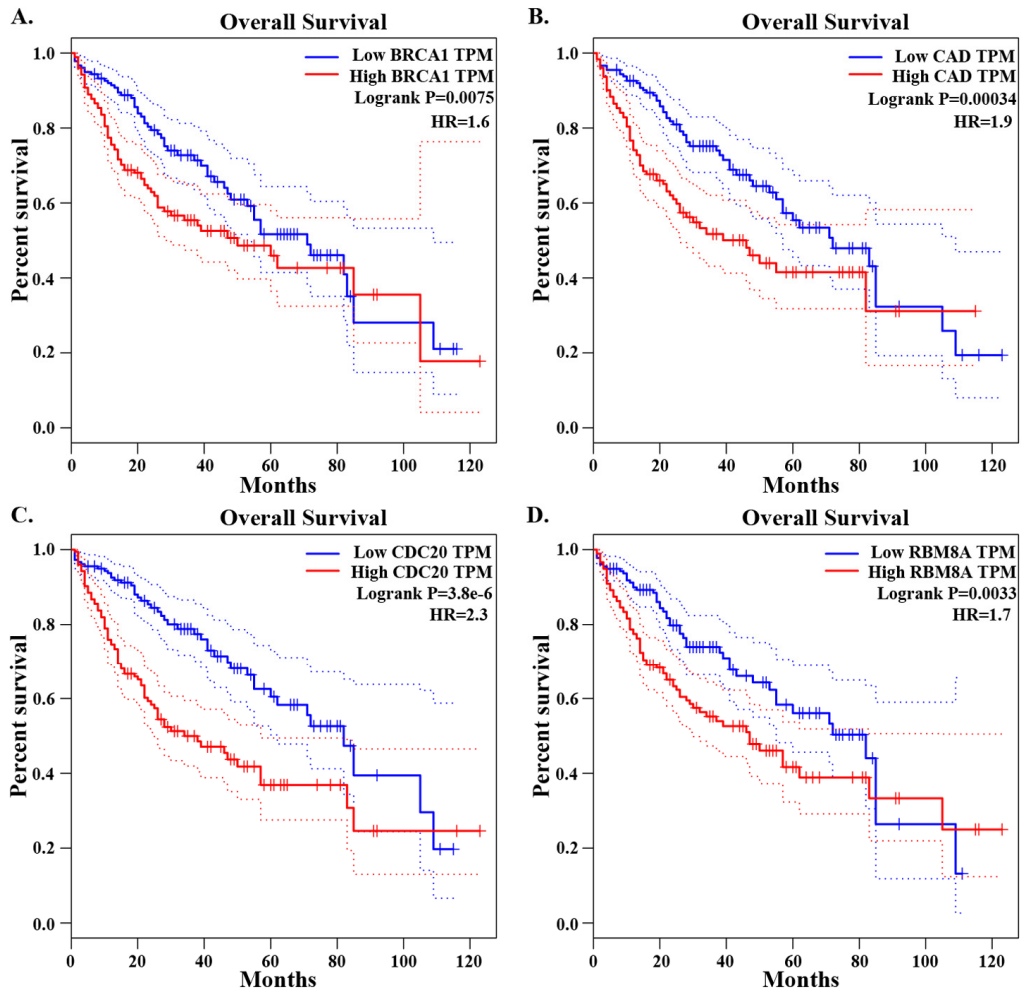 A.
Overall Survival
Low BRCA1 TPM
High BRCA1 TPM
Logrank P=0.0075
HR=1.6
Percent survival
1.0
0.8
0.6
0.4
0.2
0.0
0 20 40 60 80 100 120
Months
B.
Overall Survival
Low CAD TPM
High CAD TPM
Logrank P=0.00034
HR=1.9
Percent survival
1.0
0.8
0.6
0.4
0.2
0.0
0 20 40 60 80 100 120
Months
C.
Overall Survival
Low CDC20 TPM
High CDC20 TPM
Logrank P=3.8e-6
HR=2.3
Percent survival
1.0
0.8
0.6
0.4
0.2
0.0
0 20 40 60 80 100 120
Months
D.
Overall Survival
Low RBM8A TPM
High RBM8A TPM
Logrank P=0.0033
HR=1.7
Percent survival
1.0
0.8
0.6
0.4
0.2
0.0
0 20 40 60 80 100 120
Months